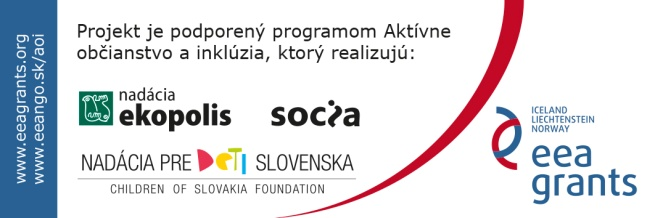 www.eeagrants.org
www.eeango.sk/aoi
Projekt je podporený programom Aktívne
občianstvo a inklúzia, ktorý realizujú:
nadácia
ekopolis
socia
NADÁCIA PRE DETI SLOVENSKA
CHILDREN OF SLOVAKIA FOUNDATION
ICELAND
LIECHTENSTEIN
NORWAY
eea
grants